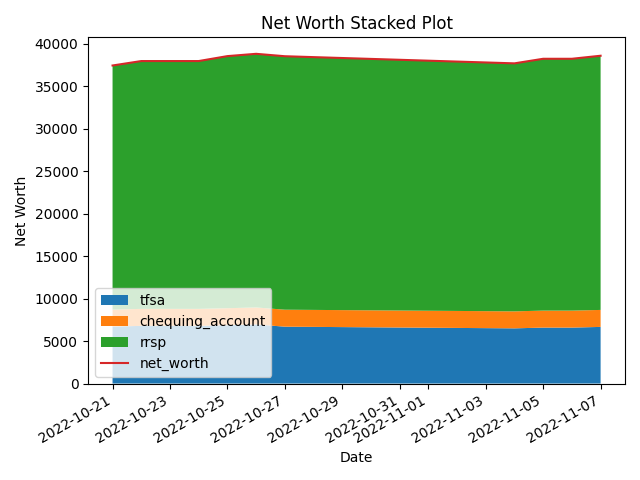 Net Worth Stacked Plot
40000
35000
30000
25000
20000
15000
10000
5000
0
Net Worth
tfsa
chequing_account
rrsp
net_worth
2022-10-21
2022-10-23
2022-10-25
2022-10-27
2022-10-29
2022-10-31
2022-11-01
2022-11-03
2022-11-05
2022-11-07
Date